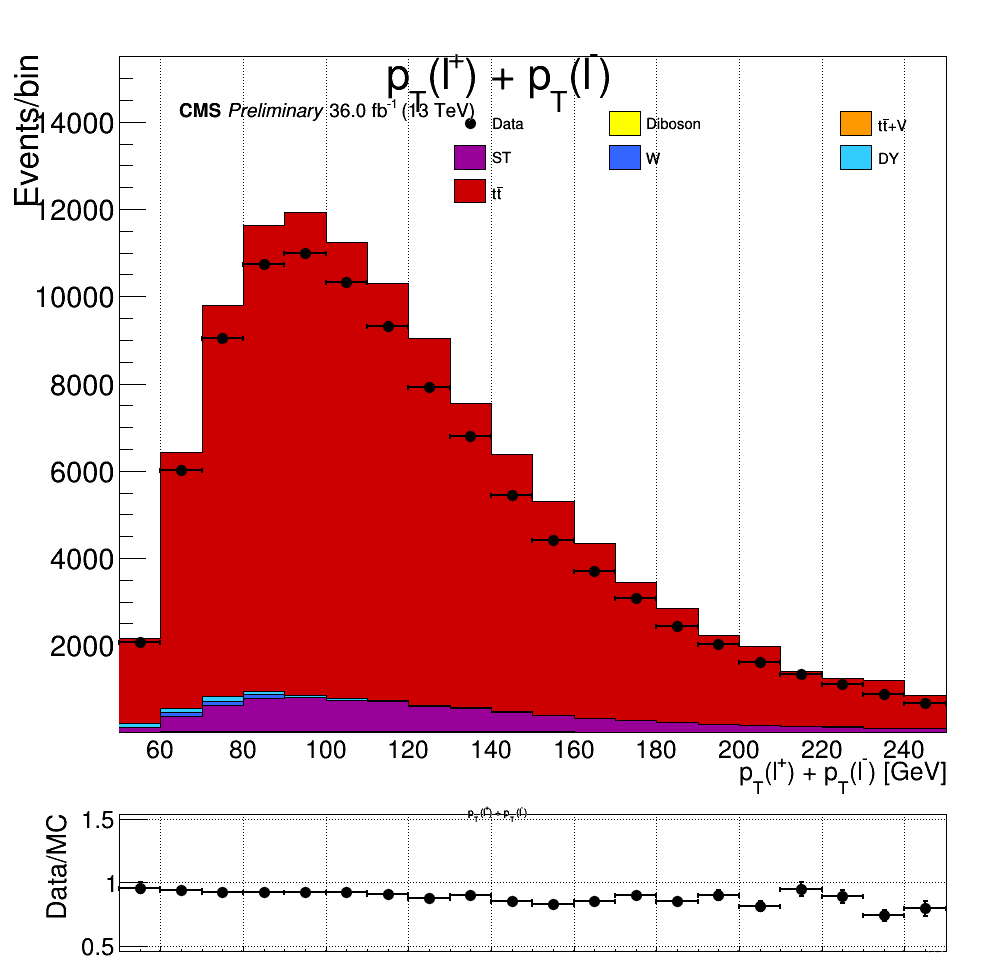 p_T(l⁺) + p_T(l⁻)
Events/bin
CMS Preliminary 36.0 fb⁻¹ (13 TeV)
Data
Diboson
tt̄+V
ST
W
DY
tt̄
14000
12000
10000
8000
6000
4000
2000
60 80 100 120 140 160 180 200 220 240
p_T(l⁺) + p_T(l⁻) [GeV]
p_T(l⁺) + p_T(l⁻)
Data/MC
1.5
1
0.5